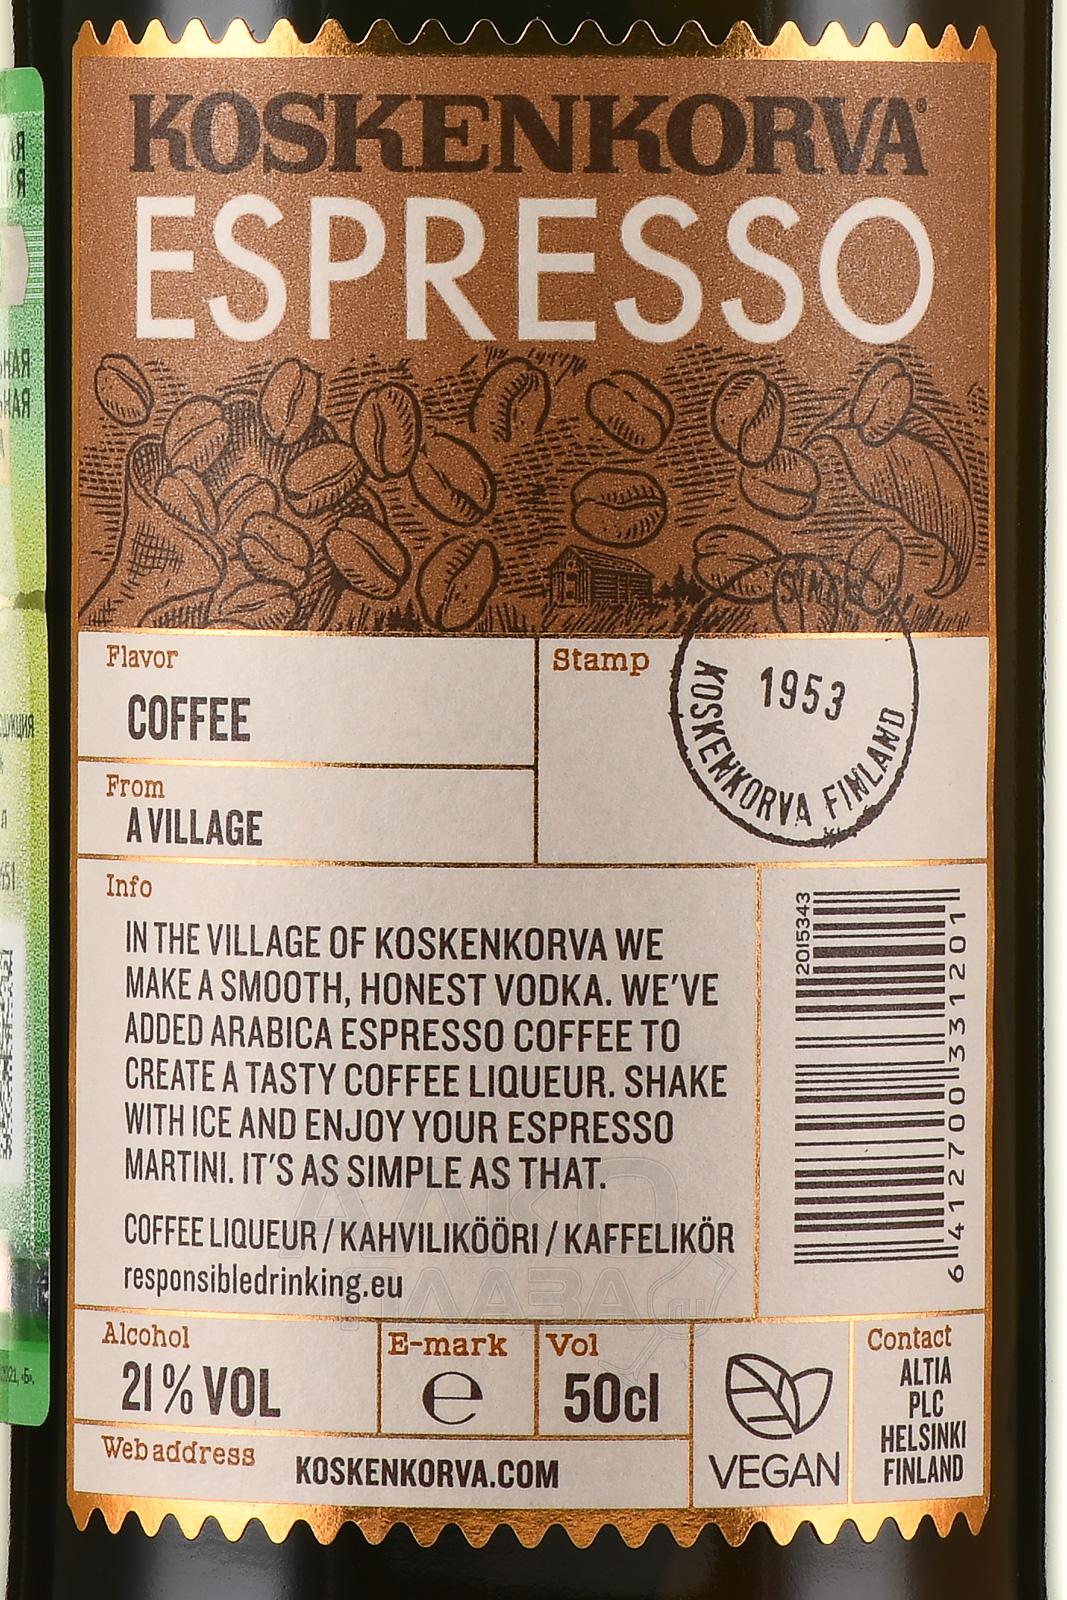 KOSKENKORVA®
ESPRESSO
Flavor
COFFEE
From
A VILLAGE
Stamp
1953
KOSKENKORVA FINLAND
Info
IN THE VILLAGE OF KOSKENKORVA WE
MAKE A SMOOTH, HONEST VODKA. WE'VE
ADDED ARABICA ESPRESSO COFFEE TO
CREATE A TASTY COFFEE LIQUEUR. SHAKE
WITH ICE AND ENJOY YOUR ESPRESSO
MARTINI. IT'S AS SIMPLE AS THAT.
COFFEE LIQUEUR / KAHVILIKÖÖRI / KAFFELIKÖR
responsibledrinking.eu
2015343
6 412700 331201
Alcohol
21% VOL
E-mark
e
Vol
50cl
Web address
KOSKENKORVA.COM
VEGAN
Contact
ALTIA
PLC
HELSINKI
FINLAND
АЛКО
ПЛАЗА
.ru